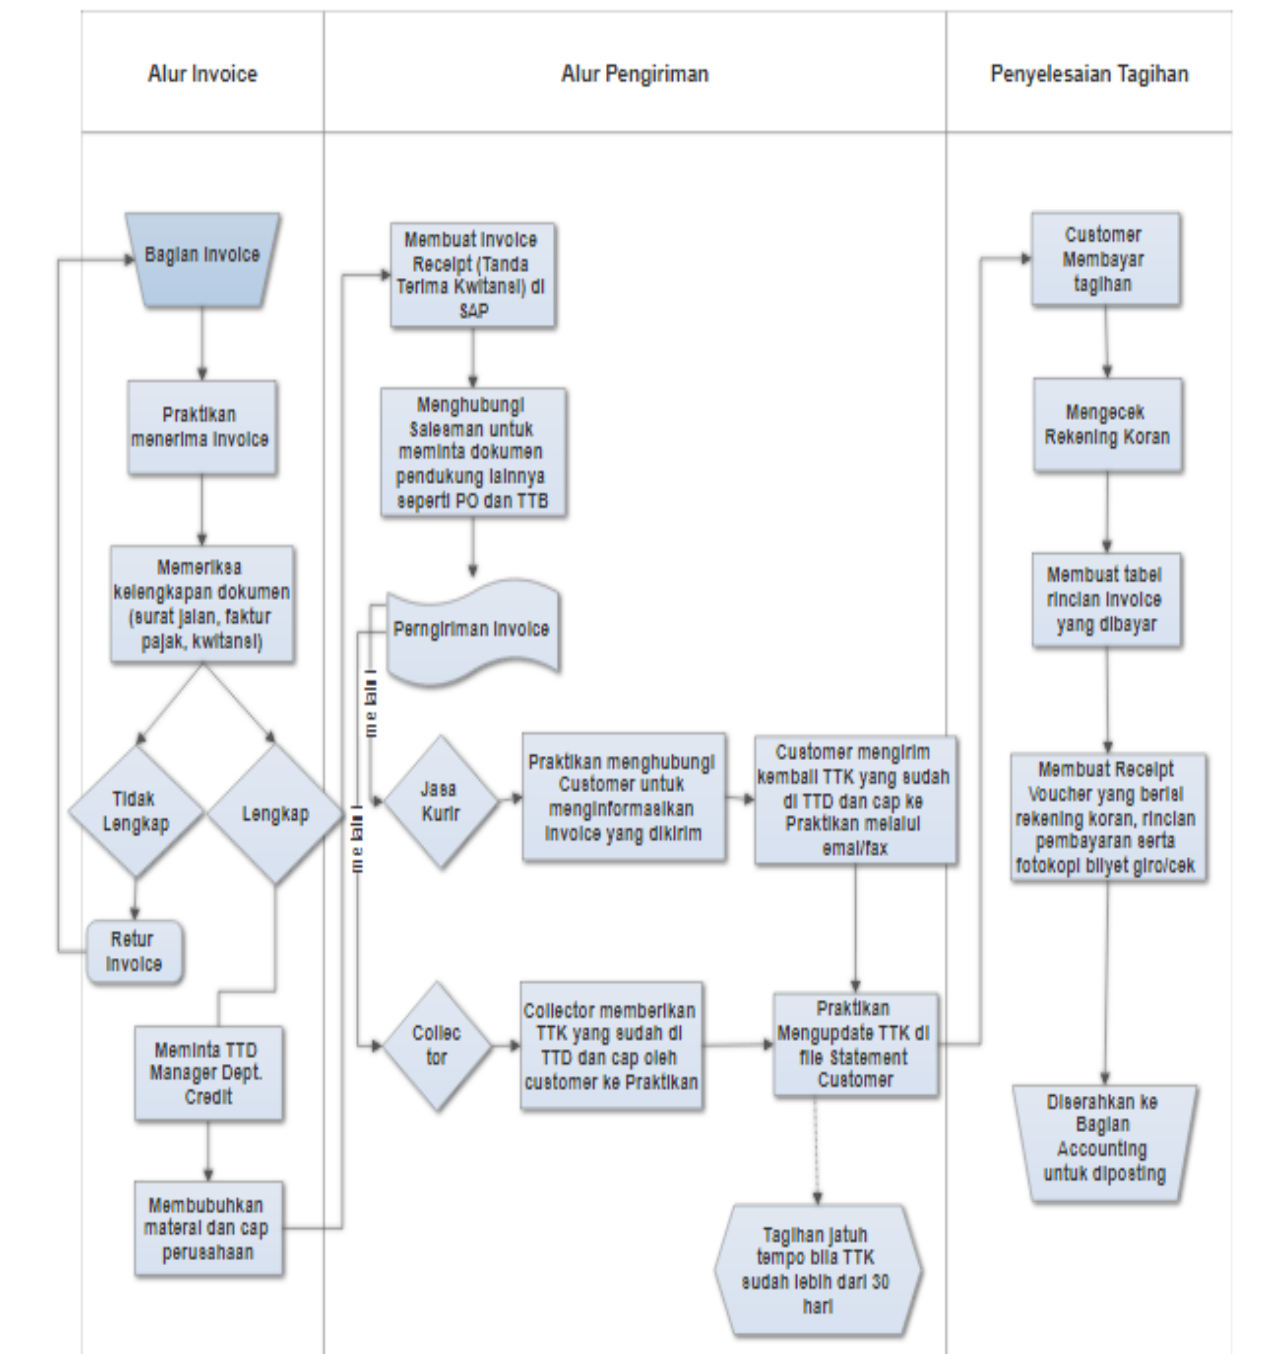 Alur Invoice
Alur Pengiriman
Penyelesaian Tagihan
Bagian Invoice
Praktikan
menerima Invoice
Memeriksa
kelengkapan dokumen
(surat jalan, faktur
pajak, kwitansi)
Tidak
Lengkap
Lengkap
Retur
Invoice
Meminta TTD
Manager Dept.
Credit
Membubuhkan
materai dan cap
perusahaan
Membuat Invoice
Receipt (Tanda
Terima Kwitansi) di
SAP
Menghubungi
Salesman untuk
meminta dokumen
pendukung lainnya
seperti PO dan TTB
Perngiriman Invoice
melalui
melalui
Jasa
Kurir
Praktikan menghubungi
Customer untuk
menginformasikan
invoice yang dikirim
Customer mengirim
kembali TTK yang sudah
di TTD dan cap ke
Praktikan melalui
emai/fax
Collec
tor
Collector memberikan
TTK yang sudah di
TTD dan cap oleh
customer ke Praktikan
Praktikan
Mengupdate TTK di
file Statement
Customer
Tagihan jatuh
tempo bila TTK
sudah lebih dari 30
hari
Customer
Membayar
tagihan
Mengecek
Rekening Koran
Membuat tabel
rincian invoice
yang dibayar
Membuat Receipt
Voucher yang berisi
rekening koran, rincian
pembayaran serta
fotokopi bilyet giro/cek
Diserahkan ke
Bagian
Accounting
untuk diposting